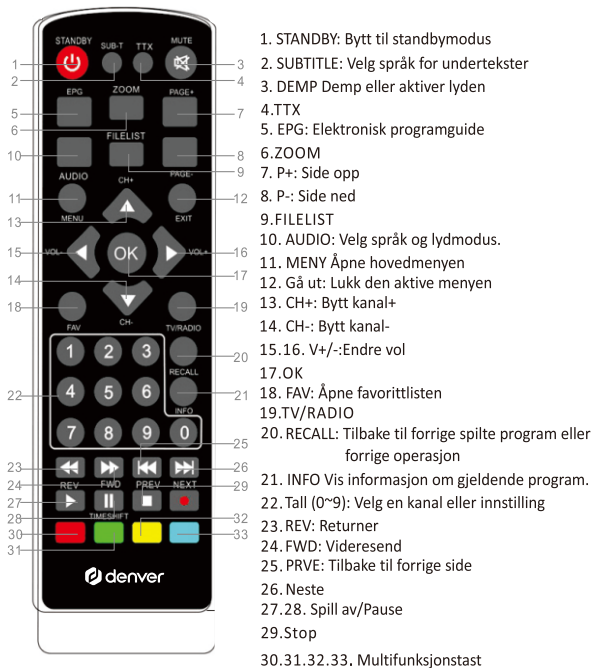 STANDBY SUB-T TTX MUTE
1 2 4 3
EPG ZOOM PAGE+
5 6 7
FILELIST
10 8
AUDIO CH+ PAGE- 9
11 MENU EXIT 12
13
VOL- OK VOL+
15 16
14 17
18 FAV CH- TV/RADIO 19
1 2 3
20
RECALL
4 5 6
22 21
INFO
7 8 9 0
25
23 26
24 REV FWD PREV NEXT 29
27
28 TIMESHIFT 32
30 33
31
denver
1. STANDBY: Bytt til standbymodus
2. SUBTITLE: Velg språk for undertekster
3. DEMP Demp eller aktiver lyden
4.TTX
5. EPG: Elektronisk programguide
6.ZOOM
7. P+: Side opp
8. P-: Side ned
9.FILELIST
10. AUDIO: Velg språk og lydmodus.
11. MENY Åpne hovedmenyen
12. Gå ut: Lukk den aktive menyen
13. CH+: Bytt kanal+
14. CH-: Bytt kanal-
15.16. V+/-:Endre vol
17.OK
18. FAV: Åpne favorittlisten
19.TV/RADIO
20. RECALL: Tilbake til forrige spilte program eller
forrige operasjon
21. INFO Vis informasjon om gjeldende program.
22. Tall (0~9): Velg en kanal eller innstilling
23. REV: Returner
24. FWD: Videresend
25. PRVE: Tilbake til forrige side
26. Neste
27.28. Spill av/Pause
29.Stop
30.31.32.33. Multifunksjonstast